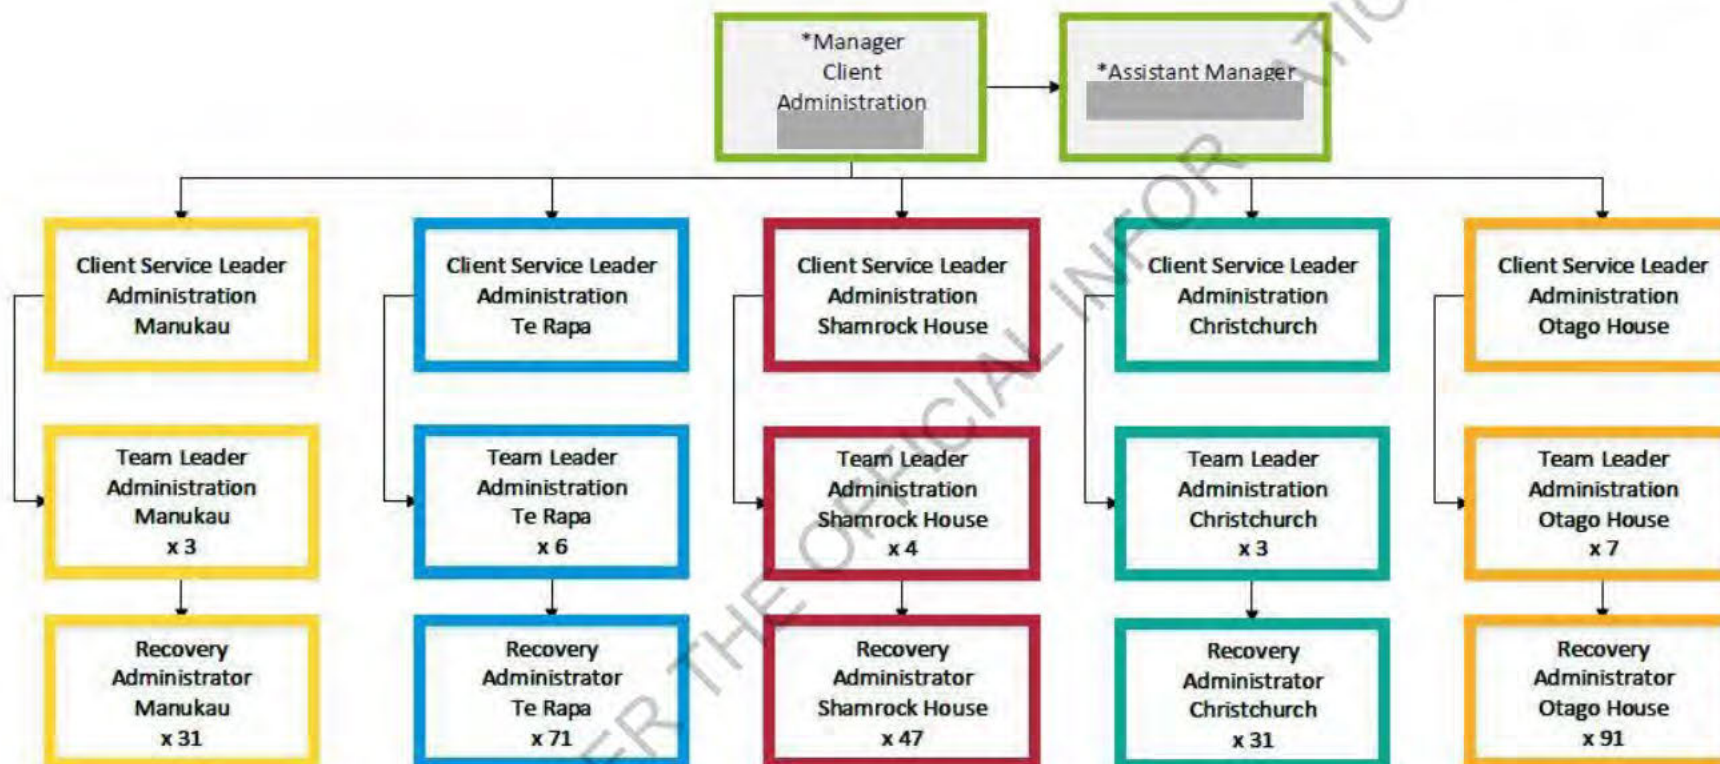 *Manager
Client
Administration
*Assistant Manager
Client Service Leader
Administration
Manukau
Client Service Leader
Administration
Te Rapa
Client Service Leader
Administration
Shamrock House
Client Service Leader
Administration
Christchurch
Client Service Leader
Administration
Otago House
Team Leader
Administration
Manukau
x 3
Team Leader
Administration
Te Rapa
x 6
Team Leader
Administration
Shamrock House
x 4
Team Leader
Administration
Christchurch
x 3
Team Leader
Administration
Otago House
x 7
Recovery
Administrator
Manukau
x 31
Recovery
Administrator
Te Rapa
x 71
Recovery
Administrator
Shamrock House
x 47
Recovery
Administrator
Christchurch
x 31
Recovery
Administrator
Otago House
x 91
THE OFFICIAL